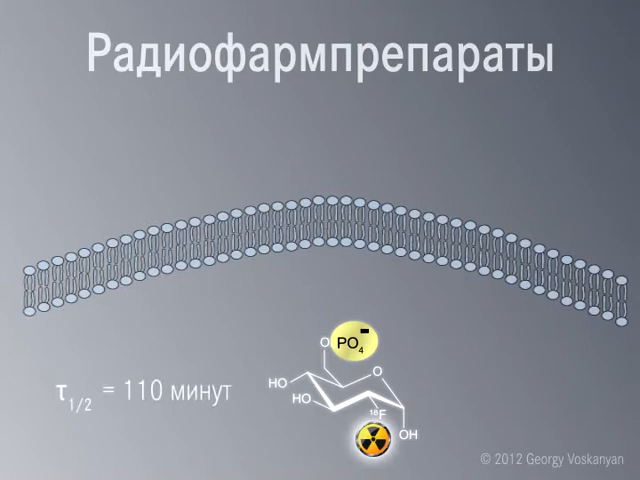 Радиофармпрепараты
O PO4-
HO O
τ1/2 = 110 минут
HO
18F
OH
© 2012 Georgy Voskanyan